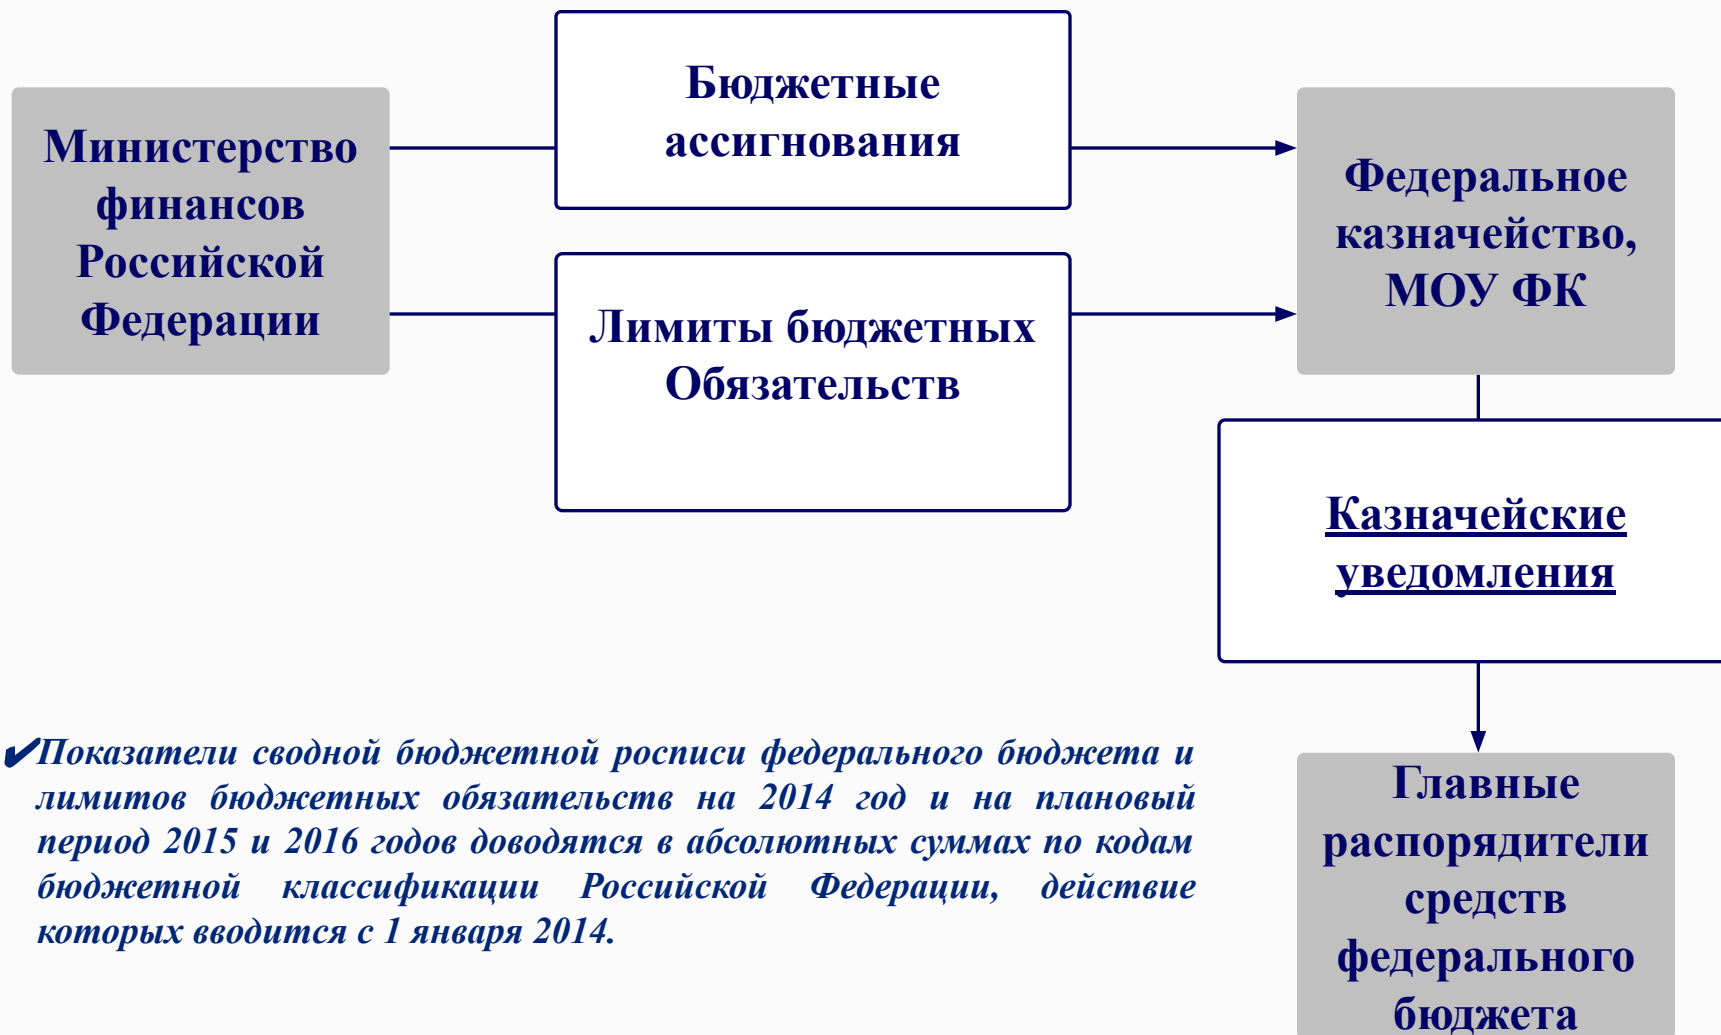 Бюджетные
ассигнования
Министерство
финансов
Российской
Федерации
Федеральное
казначейство,
МОУ ФК
Лимиты бюджетных
Обязательств
Казначейские
уведомления
✔Показатели сводной бюджетной росписи федерального бюджета и
лимитов бюджетных обязательств на 2014 год и на плановый
период 2015 и 2016 годов доводятся в абсолютных суммах по кодам
бюджетной классификации Российской Федерации, действие
которых вводится с 1 января 2014.
Главные
распорядители
средств
федерального
бюджета